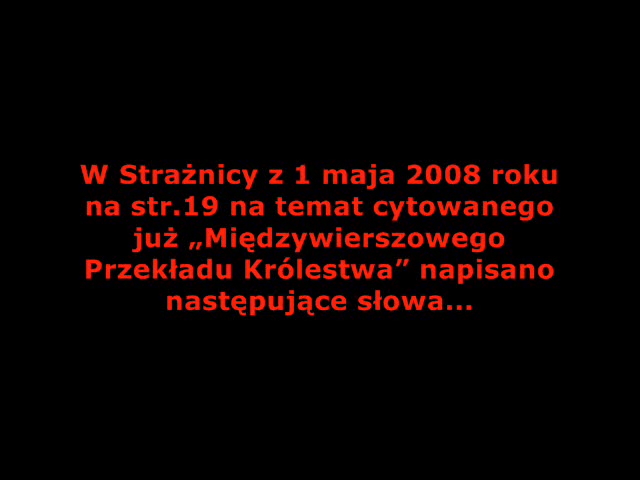 W Strażnicy z 1 maja 2008 roku
na str.19 na temat cytowanego
już „Międzywierszowego
Przekładu Królestwa” napisano
następujące słowa...